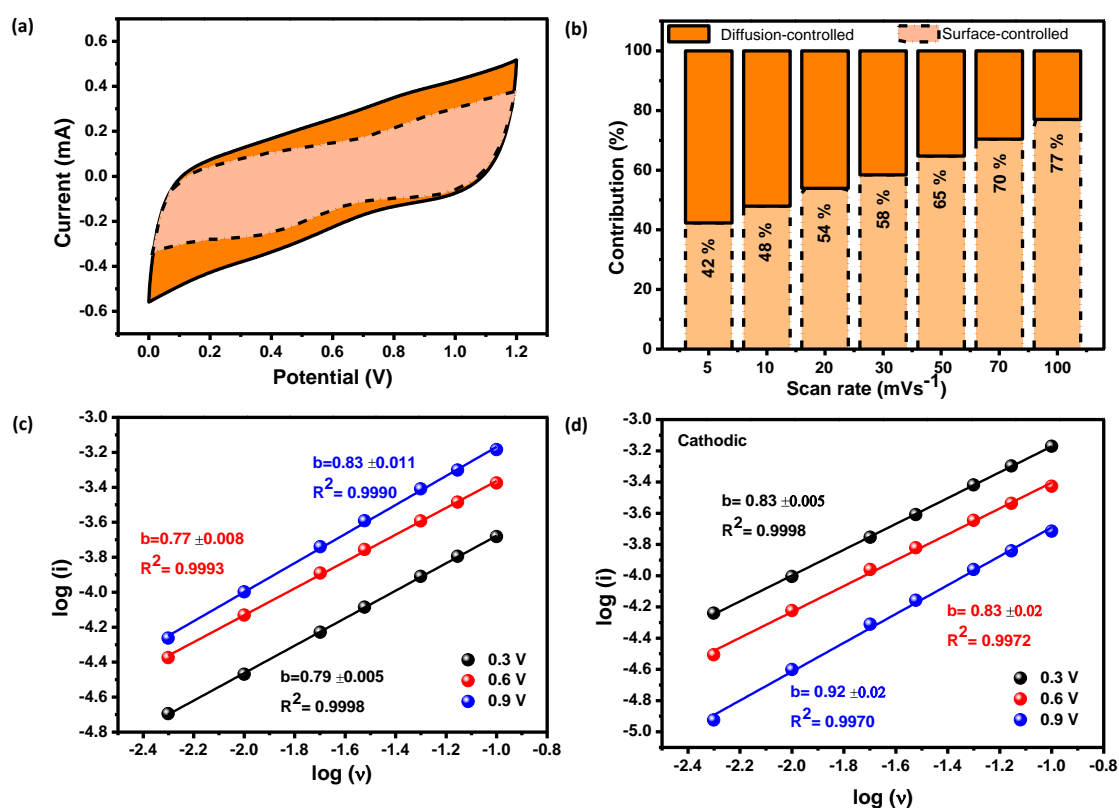 (a)
0.6
0.4
0.2
0.0
-0.2
-0.4
-0.6
Current (mA)
0.0 0.2 0.4 0.6 0.8 1.0 1.2
Potential (V)
(b)
Diffusion-controlled Surface-controlled
100
80
60
40
20
0
Contribution (%)
42 %
48 %
54 %
58 %
65 %
70 %
77 %
5 10 20 30 50 70 100
Scan rate (mVs⁻¹)
(c)
-3.0
-3.2
-3.4
-3.6
-3.8
-4.0
-4.2
-4.4
-4.6
-4.8
log (i)
b=0.83 ±0.011
R²= 0.9990
b=0.77 ±0.008
R²= 0.9993
b= 0.79 ±0.005
R²= 0.9998
0.3 V
0.6 V
0.9 V
-2.4 -2.2 -2.0 -1.8 -1.6 -1.4 -1.2 -1.0 -0.8
log (ν)
(d)
Cathodic
-3.0
-3.2
-3.4
-3.6
-3.8
-4.0
-4.2
-4.4
-4.6
-4.8
-5.0
log (i)
b= 0.83 ±0.005
R²= 0.9998
b= 0.83 ±0.02
R²= 0.9972
b= 0.92 ±0.02
R²= 0.9970
0.3 V
0.6 V
0.9 V
-2.4 -2.2 -2.0 -1.8 -1.6 -1.4 -1.2 -1.0 -0.8
log (ν)